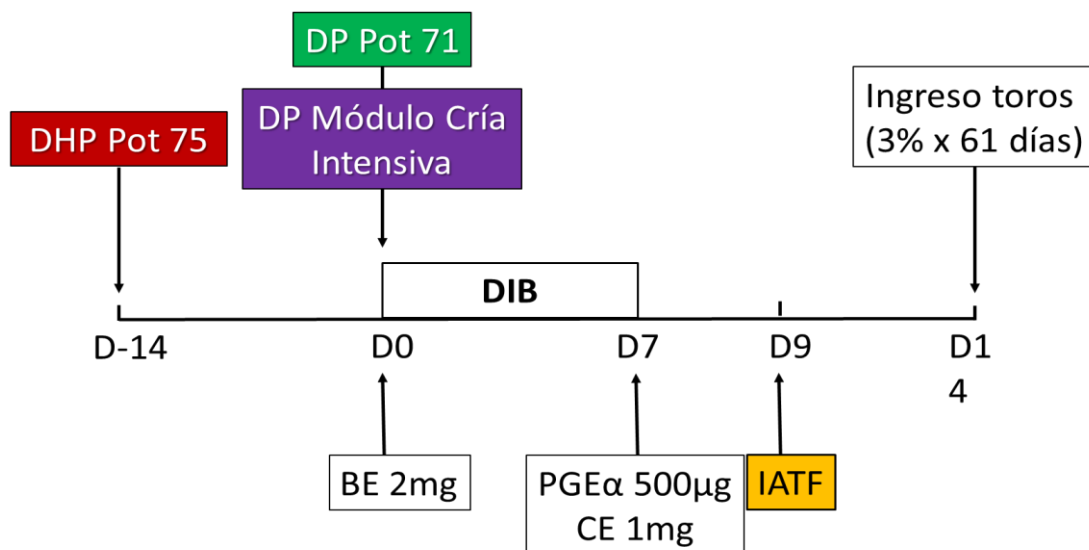 DP Pot 71
DHP Pot 75
DP Módulo Cría
Intensiva
Ingreso toros
(3% x 61 días)
DIB
D-14
D0
D7
D9
D1
4
BE 2mg
PGEα 500µg
CE 1mg
IATF